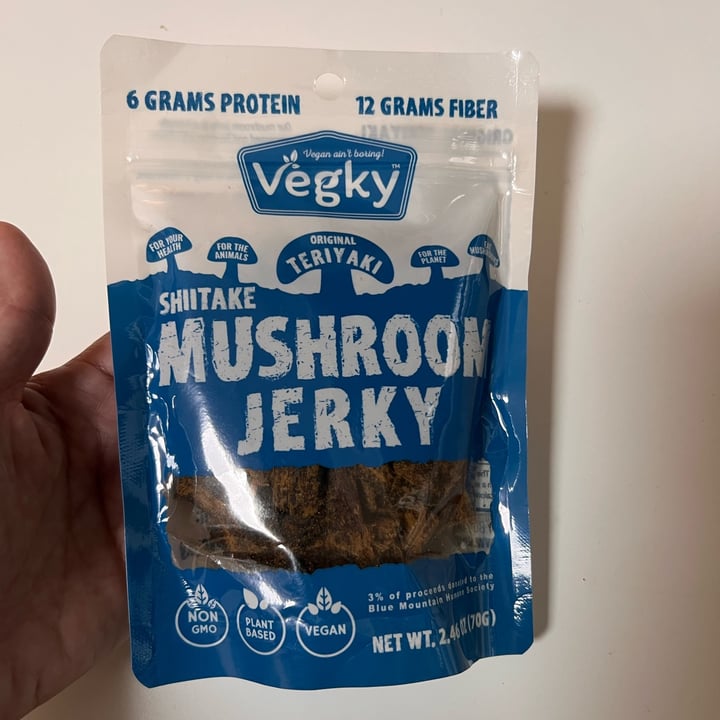 6 GRAMS PROTEIN 12 GRAMS FIBER
Vegan ain't boring!
Vegky™
FOR YOUR HEALTH
FOR THE ANIMALS
ORIGINAL
TERIYAKI
FOR THE PLANET
SHIITAKE
MUSHROOM
JERKY
NON GMO
PLANT BASED
VEGAN
3% of proceeds donated to the
Blue Mountain Humane Society
NET WT. (70G)